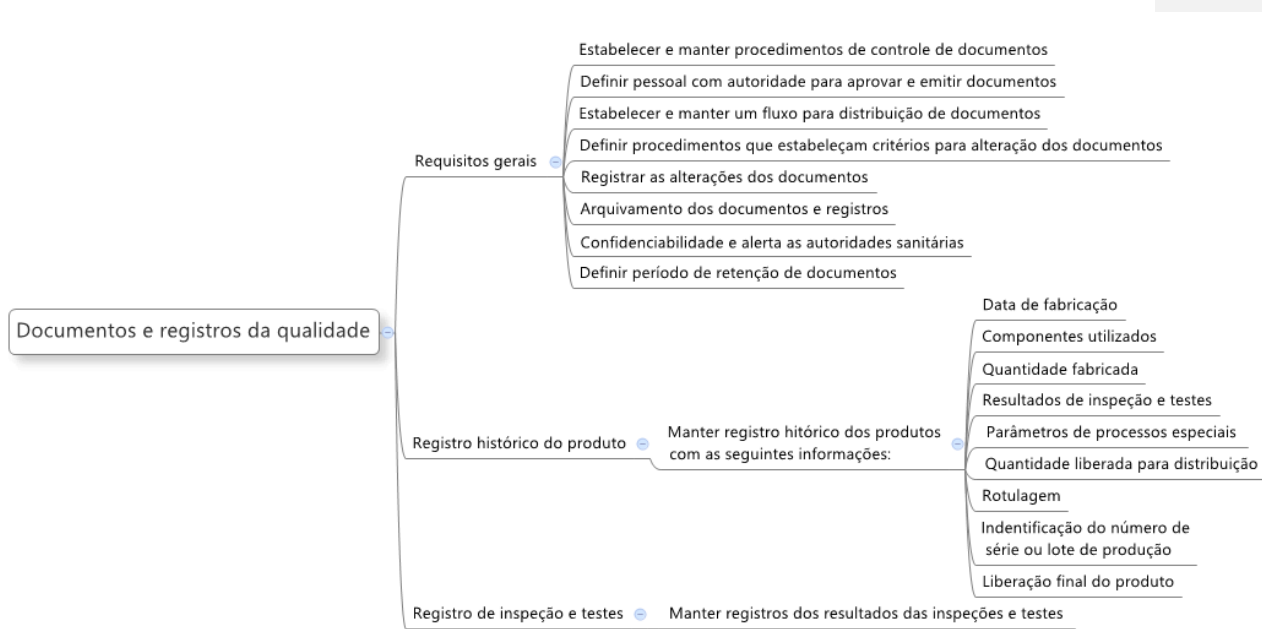 Estabelecer e manter procedimentos de controle de documentos
Definir pessoal com autoridade para aprovar e emitir documentos
Estabelecer e manter um fluxo para distribuição de documentos
Definir procedimentos que estabeleçam critérios para alteração dos documentos
Requisitos gerais
Registrar as alterações dos documentos
Arquivamento dos documentos e registros
Confidenciabilidade e alerta as autoridades sanitárias
Definir período de retenção de documentos
Documentos e registros da qualidade
Data de fabricação
Componentes utilizados
Quantidade fabricada
Resultados de inspeção e testes
Registro histórico do produto
Manter registro hitórico dos produtos
com as seguintes informações:
Parâmetros de processos especiais
Quantidade liberada para distribuição
Rotulagem
Indentificação do número de
série ou lote de produção
Liberação final do produto
Registro de inspeção e testes
Manter registros dos resultados das inspeções e testes